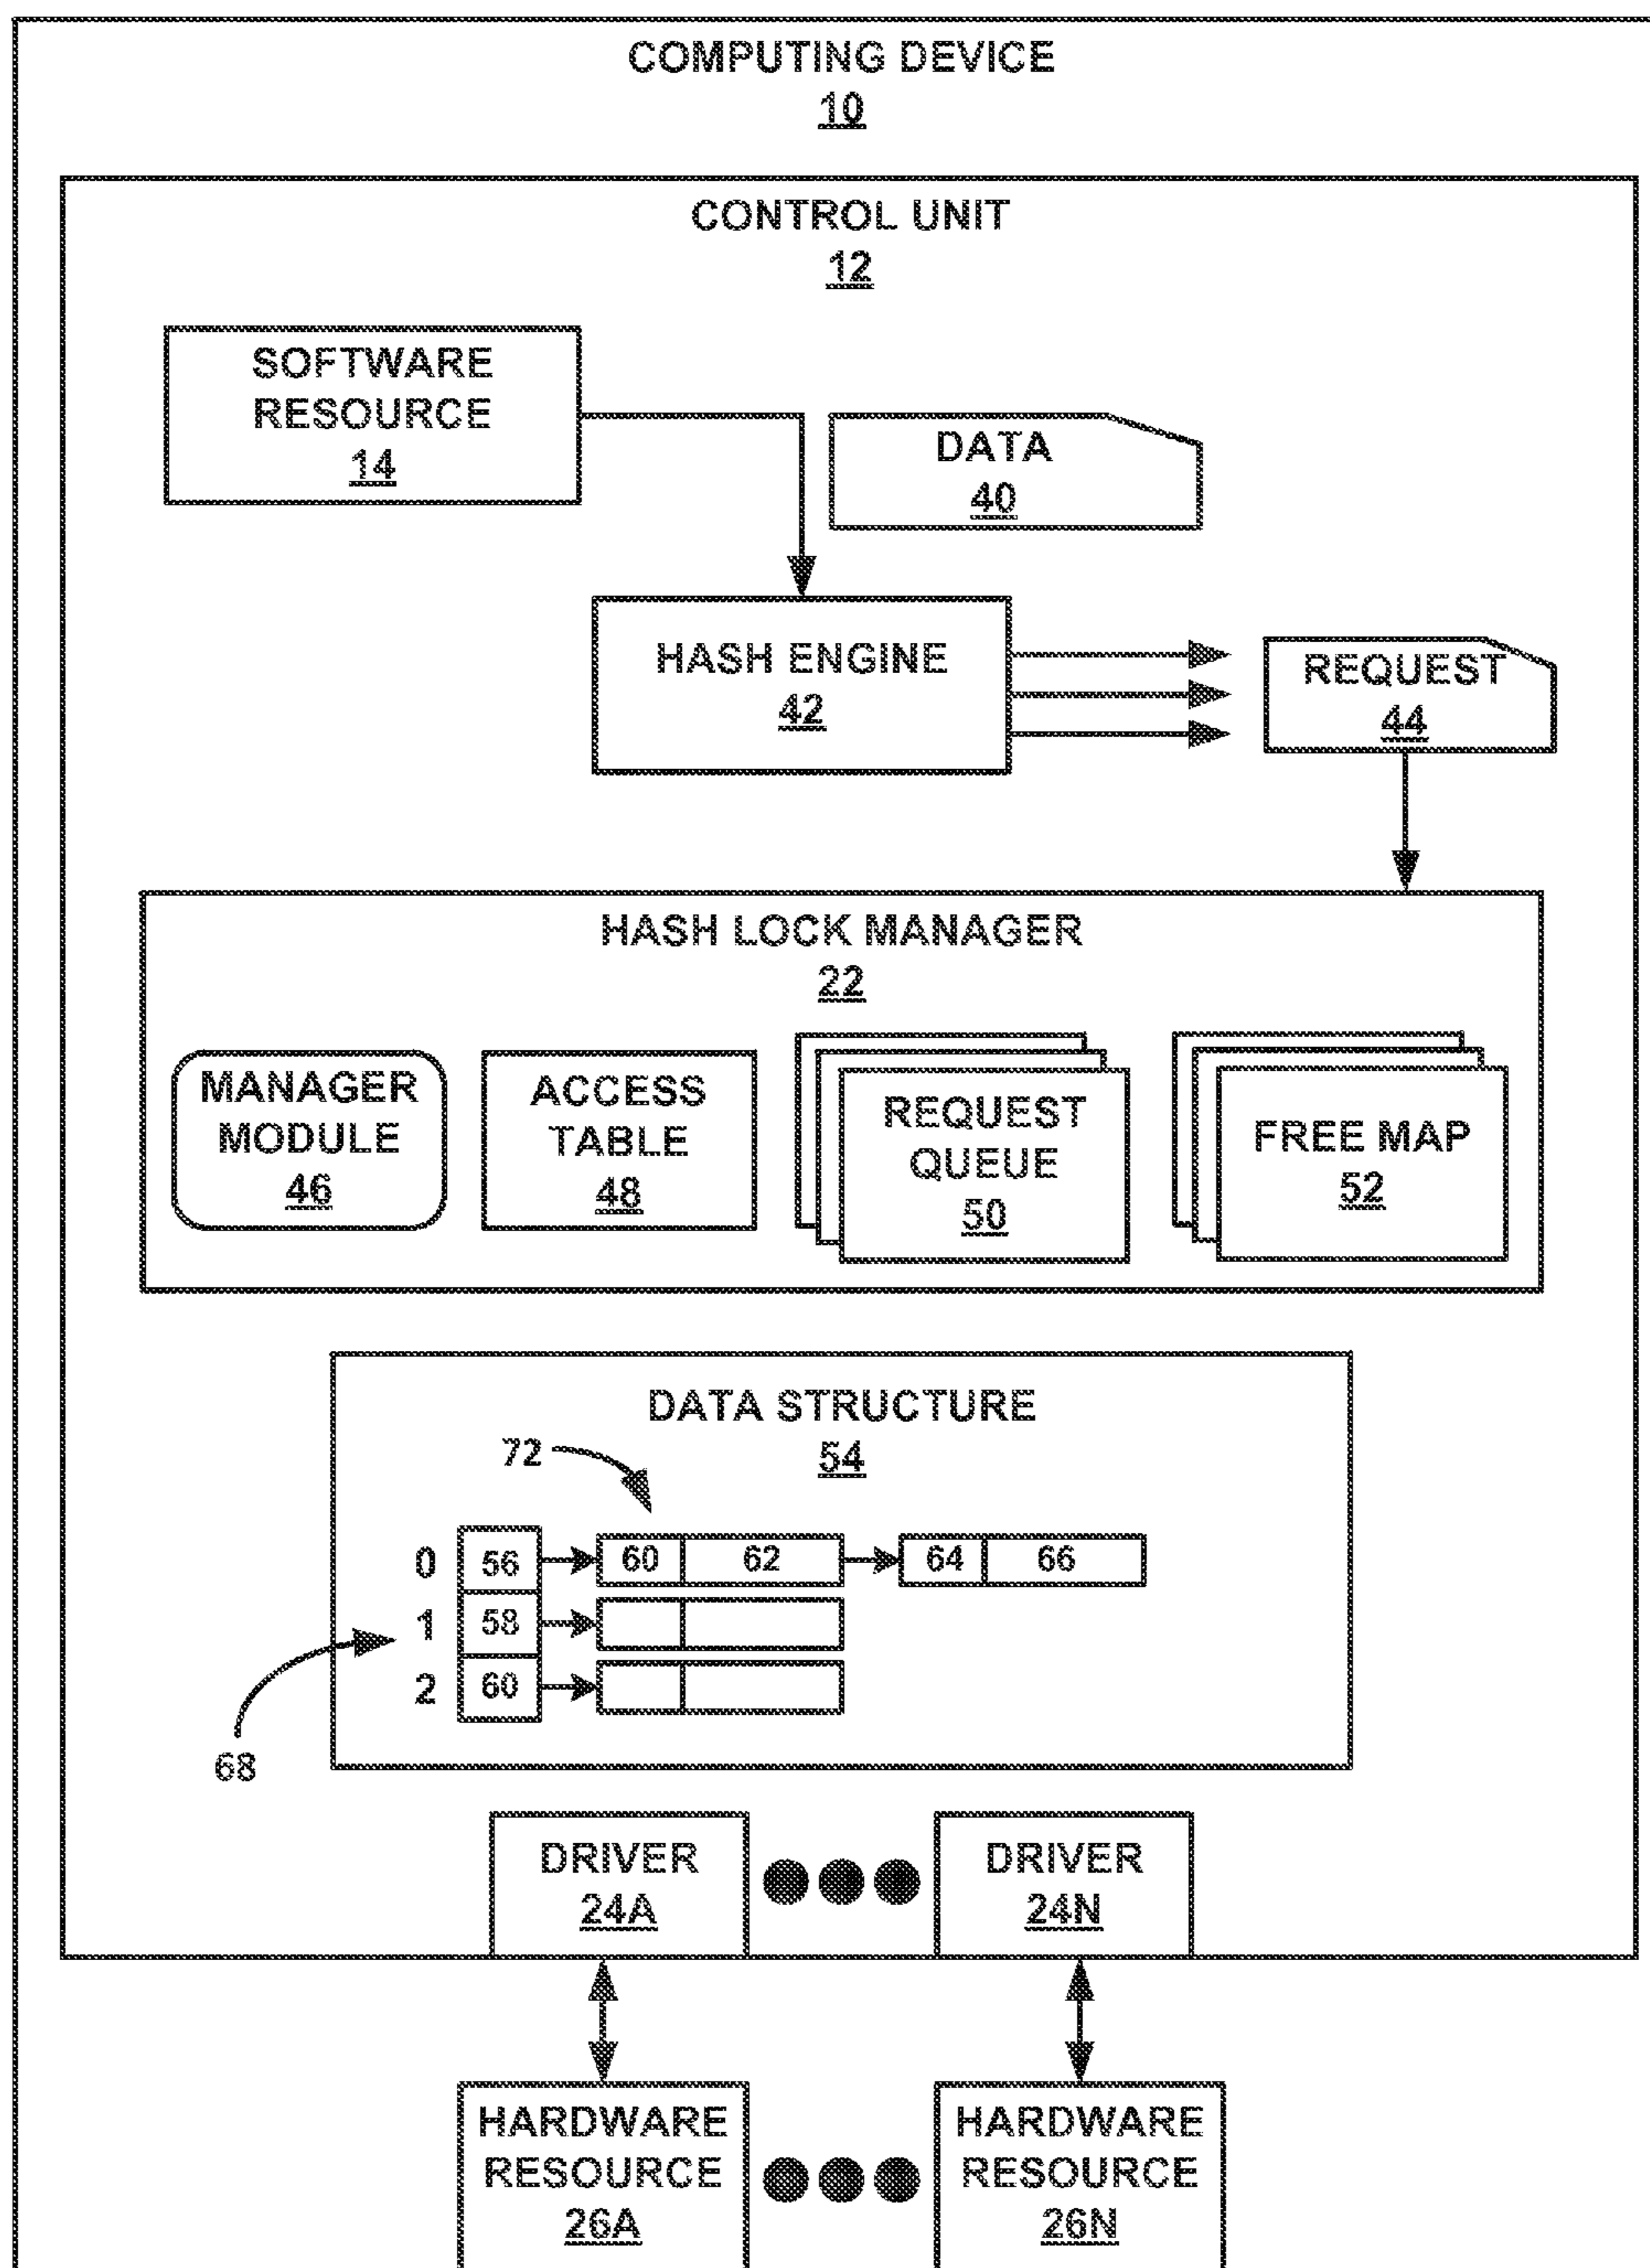 COMPUTING DEVICE
10
CONTROL UNIT
12
SOFTWARE
RESOURCE
14
DATA
40
HASH ENGINE
42
REQUEST
44
HASH LOCK MANAGER
22
MANAGER
MODULE
46
ACCESS
TABLE
48
REQUEST
QUEUE
50
FREE MAP
52
DATA STRUCTURE
54
72
0 56 60 62 64 66
1 58
2 60
68
DRIVER
24A
DRIVER
24N
HARDWARE
RESOURCE
26A
HARDWARE
RESOURCE
26N